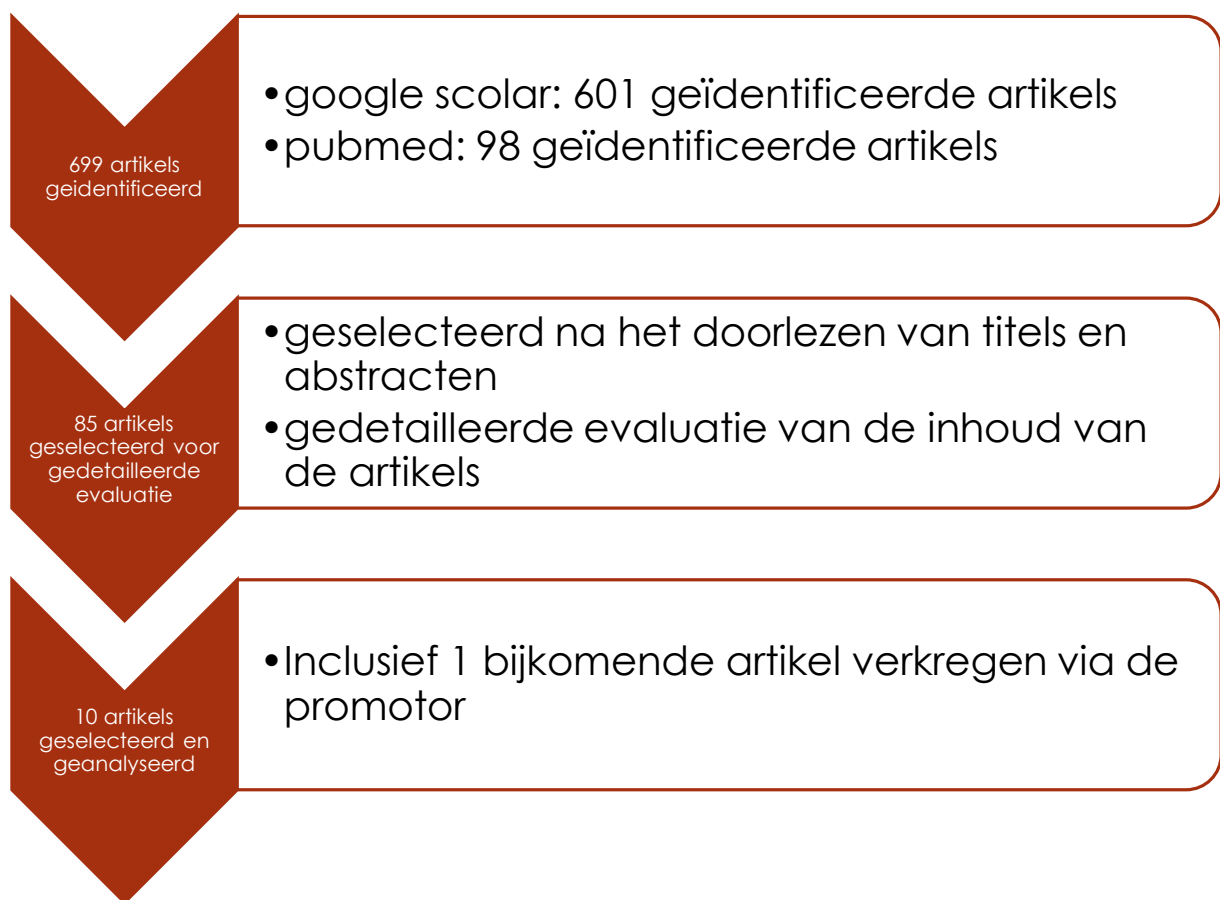 699 artikels
geidentificeerd
•google scolar: 601 geïdentificeerde artikels
•pubmed: 98 geïdentificeerde artikels
85 artikels
geselecteerd voor
gedetailleerde
evaluatie
•geselecteerd na het doorlezen van titels en
abstracten
•gedetailleerde evaluatie van de inhoud van
de artikels
10 artikels
geselecteerd en
geanalyseerd
•Inclusief 1 bijkomende artikel verkregen via de
promotor